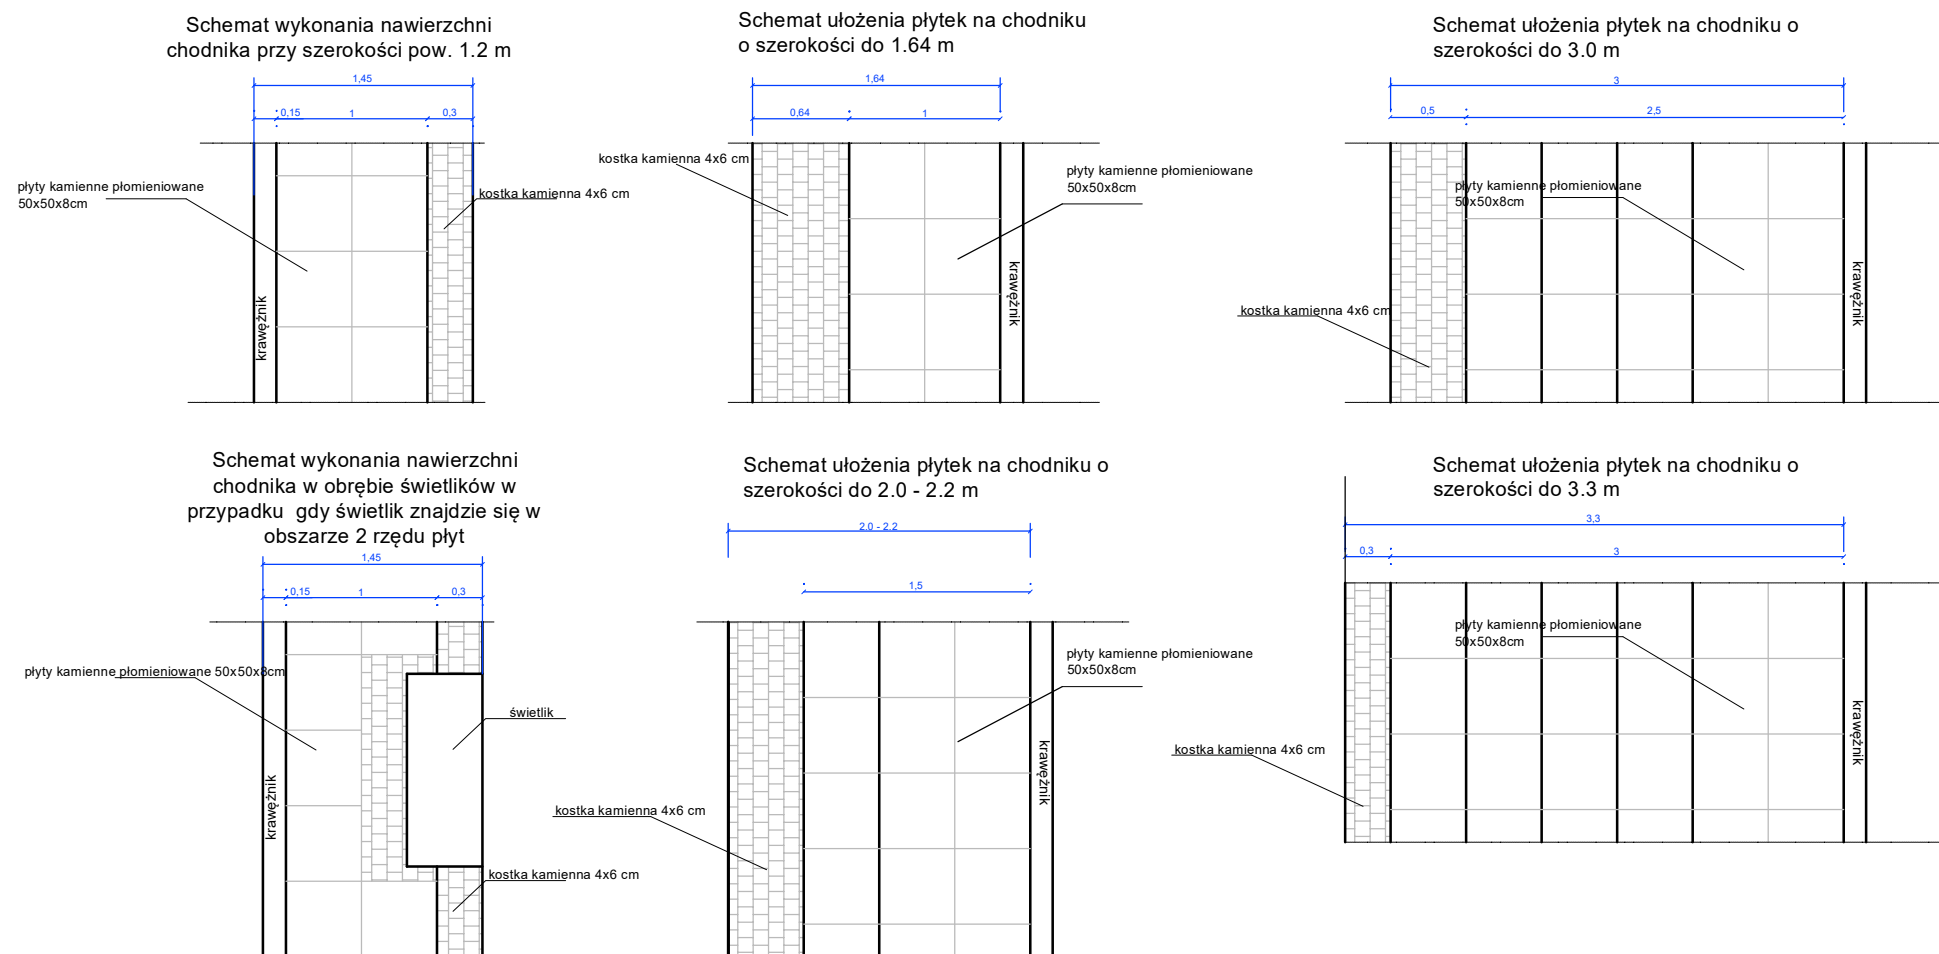 Schemat wykonania nawierzchni
chodnika przy szerokości pow. 1.2 m
1,45
0,15
1
0,3
płyty kamienne płomieniowane
50x50x8cm
kostka kamienna 4x6 cm
krawężnik
Schemat ułożenia płytek na chodniku
o szerokości do 1.64 m
1,64
0,64
1
kostka kamienna 4x6 cm
płyty kamienne płomieniowane
50x50x8cm
krawężnik
Schemat ułożenia płytek na chodniku o
szerokości do 3.0 m
3
0,5
2,5
płyty kamienne płomieniowane
50x50x8cm
kostka kamienna 4x6 cm
krawężnik
Schemat wykonania nawierzchni
chodnika w obrębie świetlików w
przypadku gdy świetlik znajdzie się w
obszarze 2 rzędu płyt
1,45
0,15
1
0,3
płyty kamienne płomieniowane 50x50x8cm
świetlik
krawężnik
kostka kamienna 4x6 cm
Schemat ułożenia płytek na chodniku o
szerokości do 2.0 - 2.2 m
2.0 - 2.2
1,5
płyty kamienne płomieniowane
50x50x8cm
krawężnik
kostka kamienna 4x6 cm
Schemat ułożenia płytek na chodniku o
szerokości do 3.3 m
3,3
0,3
3
płyty kamienne płomieniowane
50x50x8cm
krawężnik
kostka kamienna 4x6 cm